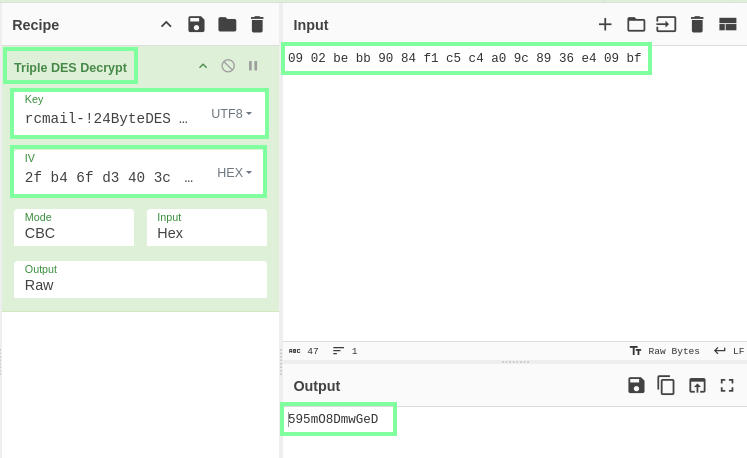 Recipe
Triple DES Decrypt
Key
rcmail-!24ByteDES …
UTF8
IV
2f b4 6f d3 40 3c …
HEX
Mode
CBC
Input
Hex
Output
Raw
Input
09 02 be bb 90 84 f1 c5 c4 a0 9c 89 36 e4 09 bf
ABC 47 1 Raw Bytes LF
Output
595mO8DmwGeD